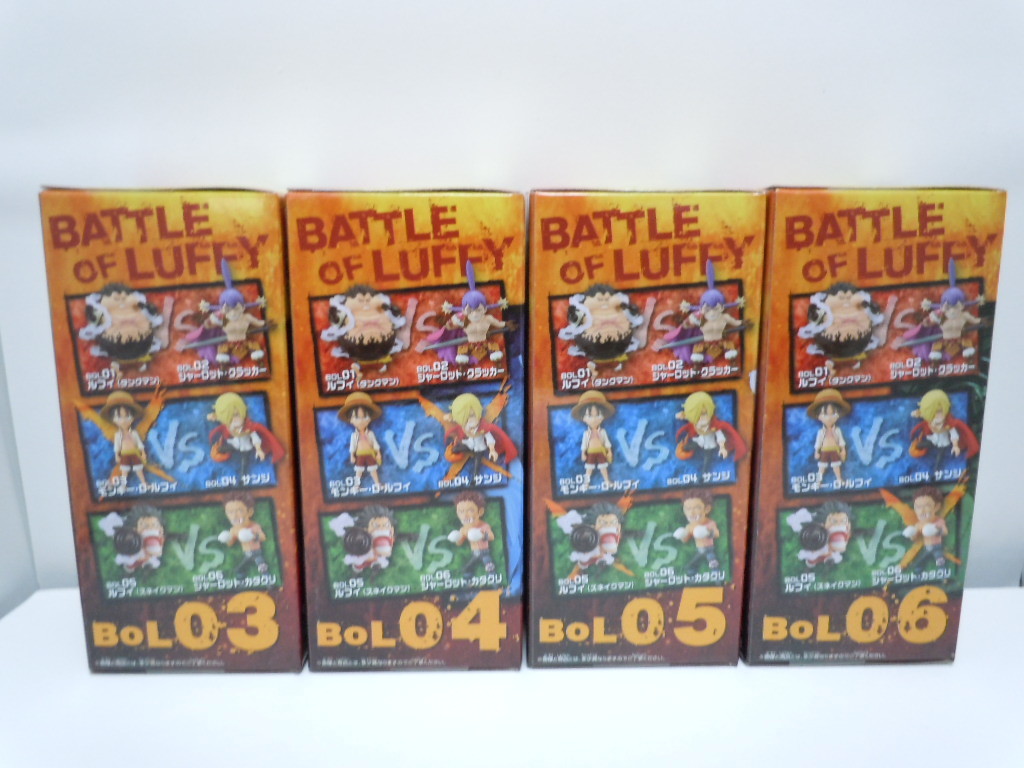 BATTLE
OF LUFFY
VS
BOL01
ルフィ(タンクマン)
BOL02
シャーロット・クラッカー
VS
BOL03
モンキー・D・ルフィ
BOL04 サンジ
VS
BOL05
ルフィ(スネイクマン)
BOL06
シャーロット・カタクリ
BOL03
BATTLE
OF LUFFY
VS
BOL01
ルフィ(タンクマン)
BOL02
シャーロット・クラッカー
VS
BOL03
モンキー・D・ルフィ
BOL04 サンジ
VS
BOL05
ルフィ(スネイクマン)
BOL06
シャーロット・カタクリ
BOL04
BATTLE
OF LUFFY
VS
BOL01
ルフィ(タンクマン)
BOL02
シャーロット・クラッカー
VS
BOL03
モンキー・D・ルフィ
BOL04 サンジ
VS
BOL05
ルフィ(スネイクマン)
BOL06
シャーロット・カタクリ
BOL05
BATTLE
OF LUFFY
VS
BOL01
ルフィ(タンクマン)
BOL02
シャーロット・クラッカー
VS
BOL03
モンキー・D・ルフィ
BOL04 サンジ
VS
BOL05
ルフィ(スネイクマン)
BOL06
シャーロット・カタクリ
BOL06